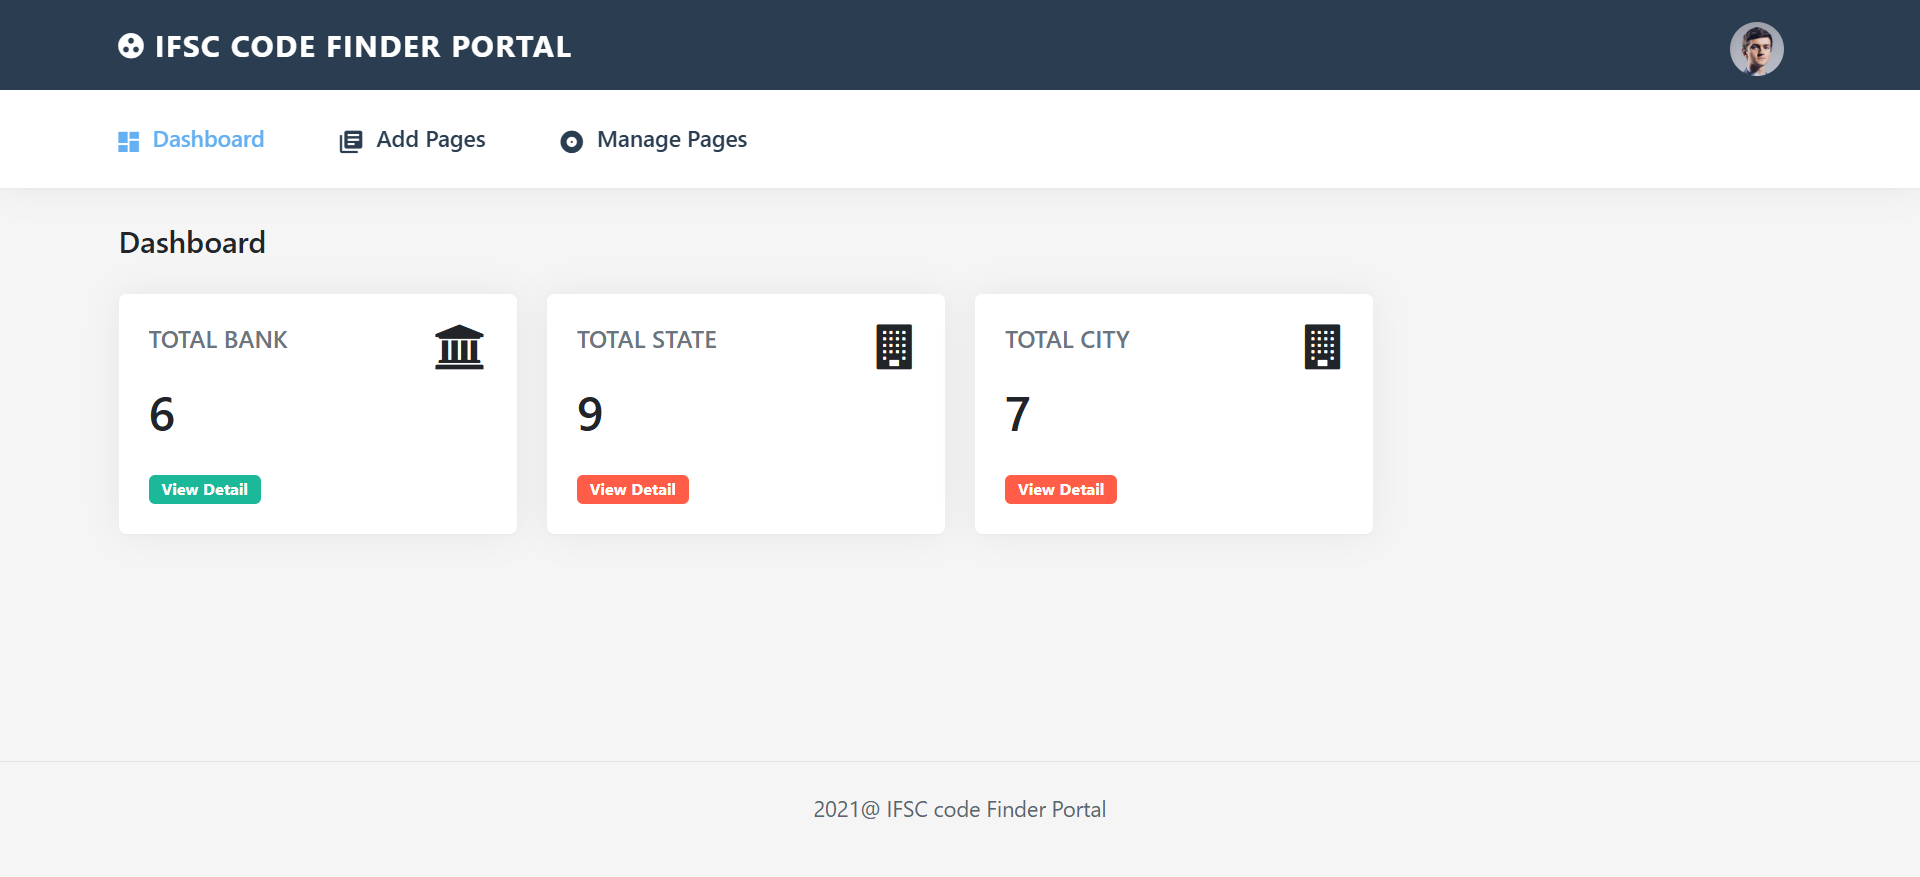 IFSC CODE FINDER PORTAL
Dashboard
Add Pages
Manage Pages
Dashboard
TOTAL BANK
6
View Detail
TOTAL STATE
9
View Detail
TOTAL CITY
7
View Detail
2021@ IFSC code Finder Portal